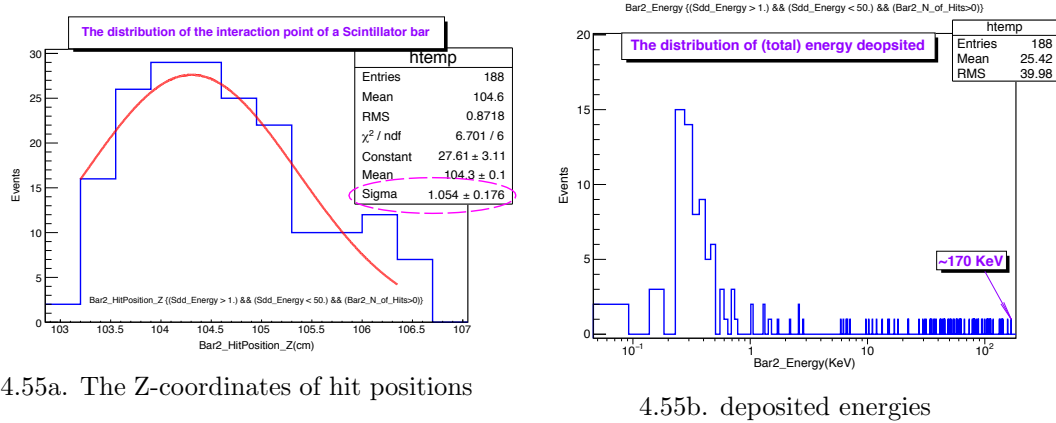 The distribution of the interaction point of a Scintillator bar
htemp
Entries 188
Mean 104.6
RMS 0.8718
χ² / ndf 6.701 / 6
Constant 27.61 ± 3.11
Mean 104.3 ± 0.1
Sigma 1.054 ± 0.176
Events
30
25
20
15
10
5
0
Bar2_HitPosition_Z {(Sdd_Energy > 1.) && (Sdd_Energy < 50.) && (Bar2_N_of_Hits>0)}
103 103.5 104 104.5 105 105.5 106 106.5 107
Bar2_HitPosition_Z(cm)
4.55a. The Z-coordinates of hit positions
Bar2_Energy {(Sdd_Energy > 1.) && (Sdd_Energy < 50.) && (Bar2_N_of_Hits>0)}
The distribution of (total) energy deopsited
htemp
Entries 188
Mean 25.42
RMS 39.98
Events
20
15
10
5
0
~170 KeV
10⁻¹ 1 10 10²
Bar2_Energy(KeV)
4.55b. deposited energies